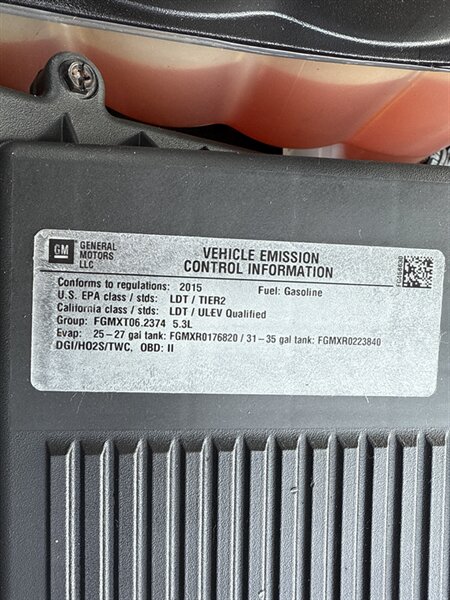 GM
GENERAL
MOTORS
LLC
VEHICLE EMISSION
CONTROL INFORMATION
Conforms to regulations: 2015 Fuel: Gasoline
U.S. EPA class / stds: LDT / TIER2
California class / stds: LDT / ULEV Qualified
Group: FGMXT06.2374 5.3L
Evap: 25-27 gal tank: FGMXR0176820 / 31-35 gal tank: FGMXR0223840
DGI/HO2S/TWC, OBD: II